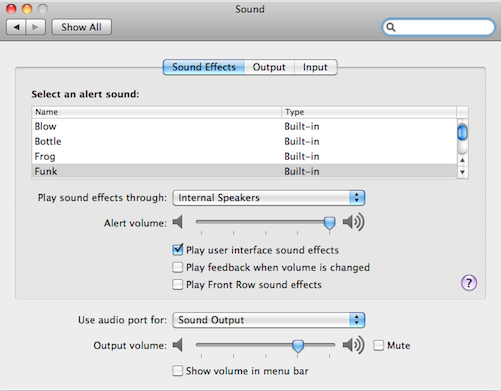 Sound
Show All
Sound Effects Output Input
Select an alert sound:
Name Type
Blow Built-in
Bottle Built-in
Frog Built-in
Funk Built-in
Play sound effects through: Internal Speakers
Alert volume:
Play user interface sound effects
Play feedback when volume is changed
Play Front Row sound effects
?
Use audio port for: Sound Output
Output volume: Mute
Show volume in menu bar